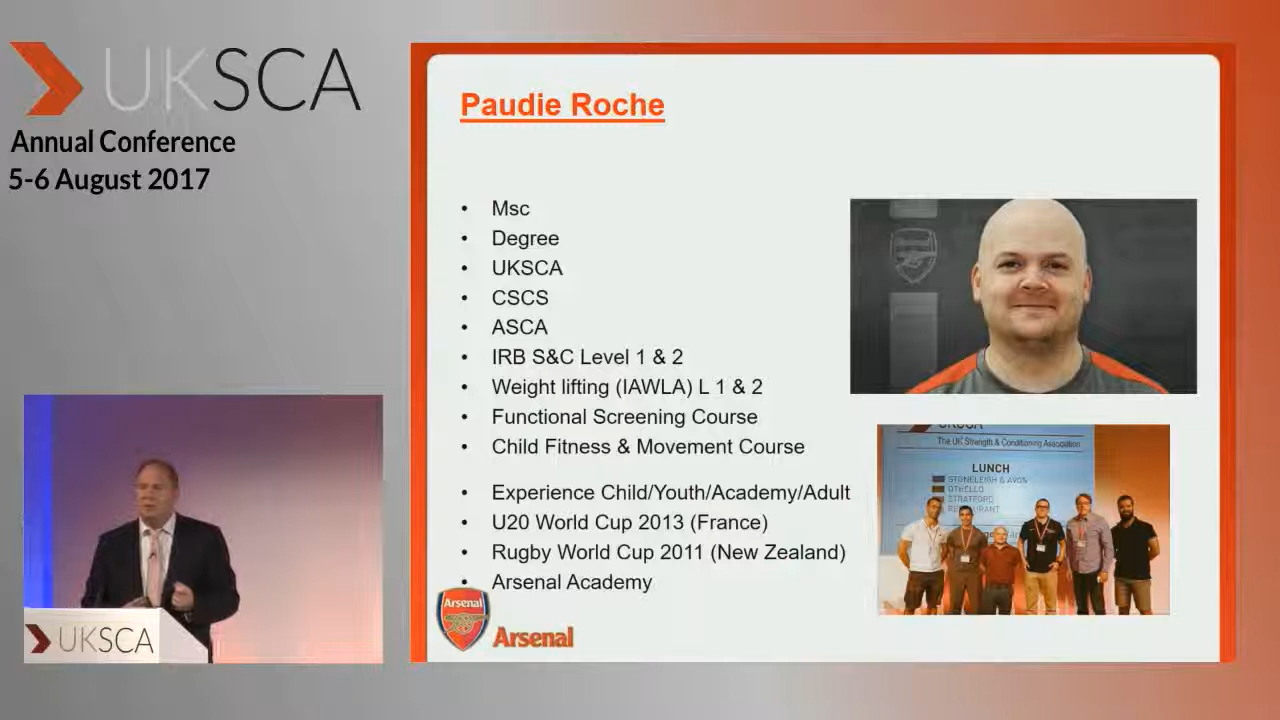 UKSCA
Annual Conference
5-6 August 2017
Paudie Roche
• Msc
• Degree
• UKSCA
• CSCS
• ASCA
• IRB S&C Level 1 & 2
• Weight lifting (IAWLA) L 1 & 2
• Functional Screening Course
• Child Fitness & Movement Course
• Experience Child/Youth/Academy/Adult
• U20 World Cup 2013 (France)
• Rugby World Cup 2011 (New Zealand)
• Arsenal Academy
Arsenal
Arsenal
The UK Strength & Conditioning Association
LUNCH
STONELEIGH & AVON
OTHELLO
STRATFORD
RESTAURANT
UKSCA